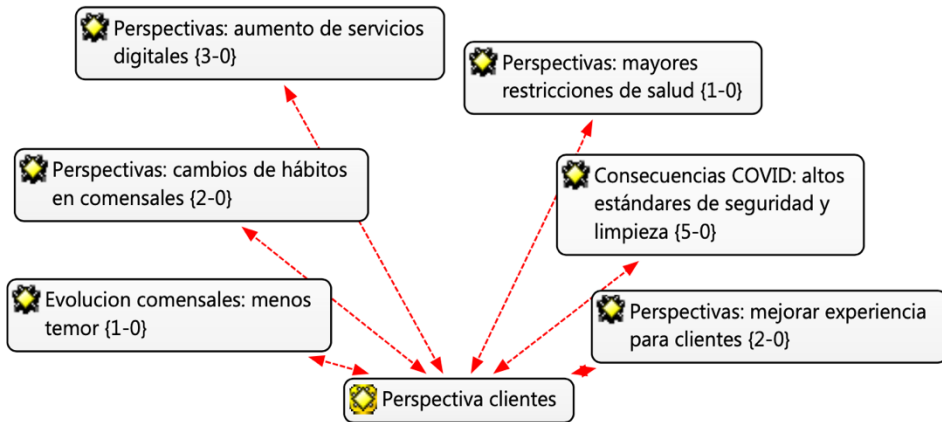 Perspectivas: aumento de servicios
digitales {3-0}
Perspectivas: mayores
restricciones de salud {1-0}
Perspectivas: cambios de hábitos
en comensales {2-0}
Consecuencias COVID: altos
estándares de seguridad y
limpieza {5-0}
Evolucion comensales: menos
temor {1-0}
Perspectivas: mejorar experiencia
para clientes {2-0}
Perspectiva clientes